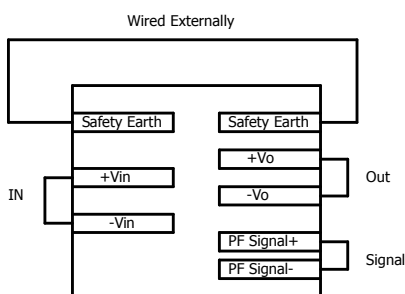 Wired Externally
Safety Earth
Safety Earth
+Vo
+Vin
Out
IN
-Vo
-Vin
PF Signal+
Signal
PF Signal-